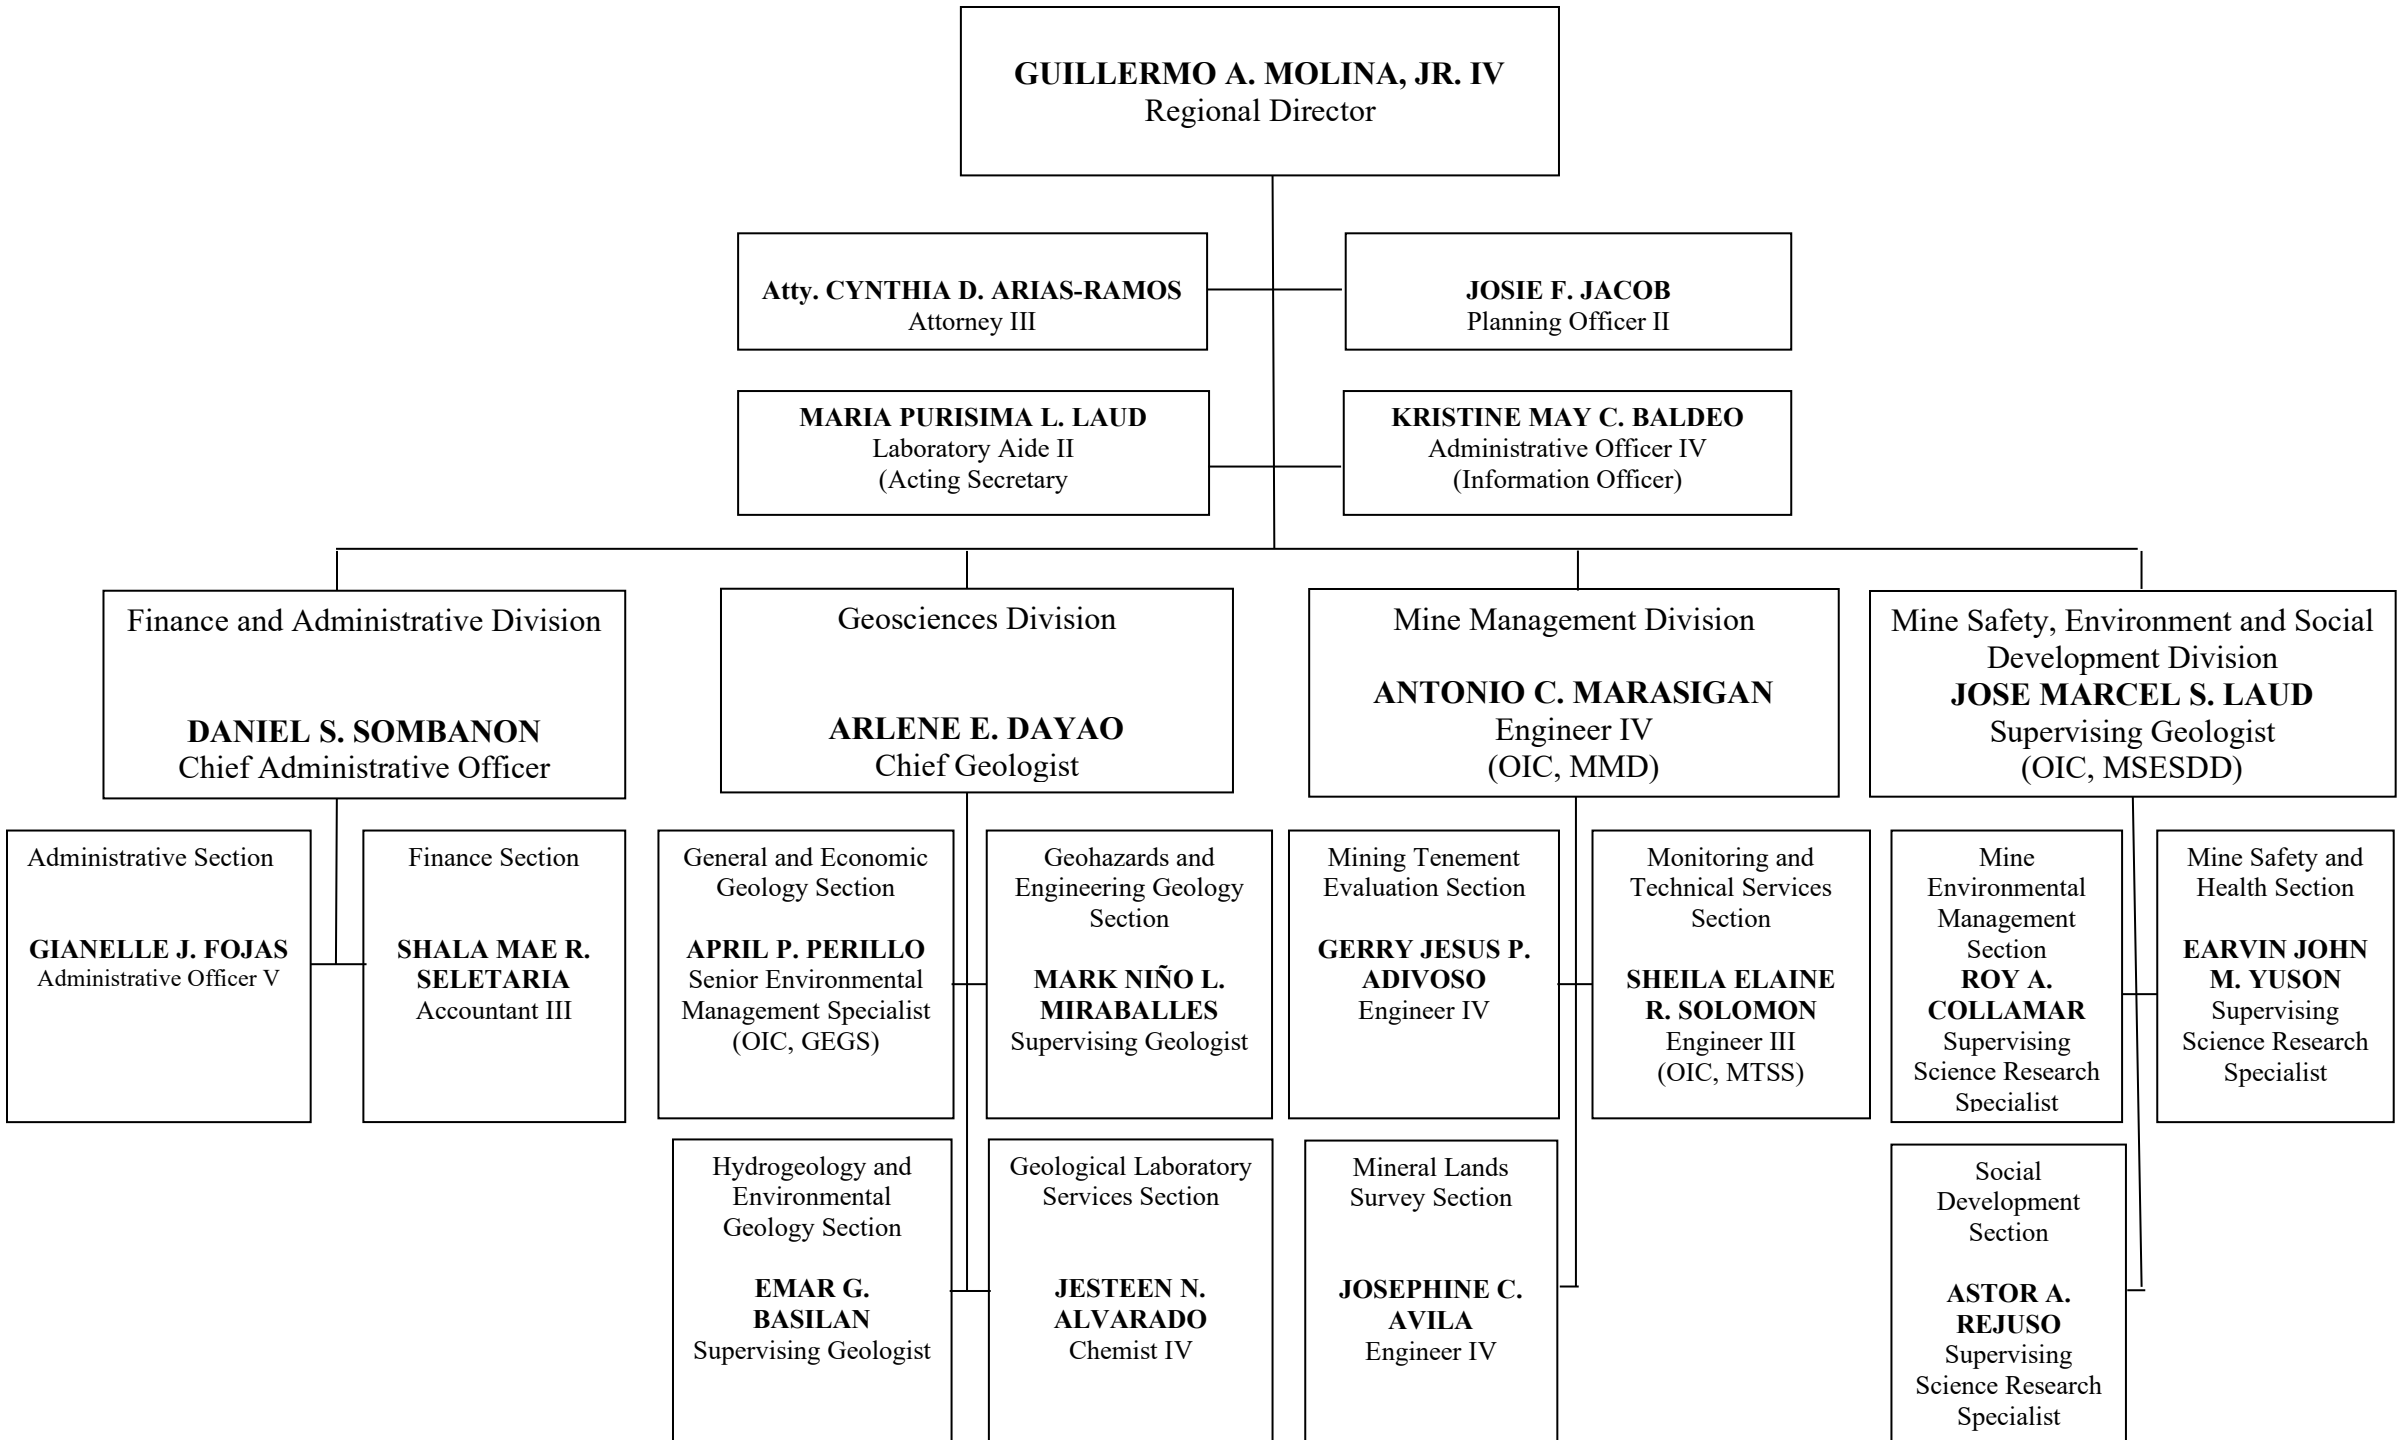 GUILLERMO A. MOLINA, JR. IV
Regional Director
Atty. CYNTHIA D. ARIAS-RAMOS
Attorney III
JOSIE F. JACOB
Planning Officer II
MARIA PURISIMA L. LAUD
Laboratory Aide II
(Acting Secretary
KRISTINE MAY C. BALDEO
Administrative Officer IV
(Information Officer)
Finance and Administrative Division
DANIEL S. SOMBANON
Chief Administrative Officer
Geosciences Division
ARLENE E. DAYAO
Chief Geologist
Mine Management Division
ANTONIO C. MARASIGAN
Engineer IV
(OIC, MMD)
Mine Safety, Environment and Social
Development Division
JOSE MARCEL S. LAUD
Supervising Geologist
(OIC, MSESDD)
Administrative Section
GIANELLE J. FOJAS
Administrative Officer V
Finance Section
SHALA MAE R.
SELETARIA
Accountant III
General and Economic
Geology Section
APRIL P. PERILLO
Senior Environmental
Management Specialist
(OIC, GEGS)
Geohazards and
Engineering Geology
Section
MARK NIÑO L.
MIRABALLES
Supervising Geologist
Mining Tenement
Evaluation Section
GERRY JESUS P.
ADIVOSO
Engineer IV
Monitoring and
Technical Services
Section
SHEILA ELAINE
R. SOLOMON
Engineer III
(OIC, MTSS)
Mine
Environmental
Management
Section
ROY A.
COLLAMAR
Supervising
Science Research
Specialist
Mine Safety and
Health Section
EARVIN JOHN
M. YUSON
Supervising
Science Research
Specialist
Hydrogeology and
Environmental
Geology Section
EMAR G.
BASILAN
Supervising Geologist
Geological Laboratory
Services Section
JESTEEN N.
ALVARADO
Chemist IV
Mineral Lands
Survey Section
JOSEPHINE C.
AVILA
Engineer IV
Social
Development
Section
ASTOR A.
REJUSO
Supervising
Science Research
Specialist